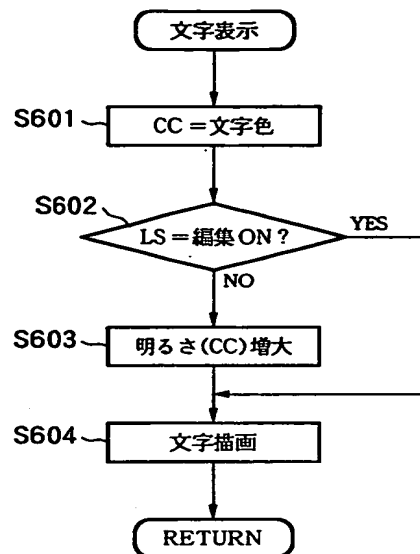 文字表示
S601
CC=文字色
S602
LS=編集ON?
YES
NO
S603
明るさ(CC)増大
S604
文字描画
RETURN